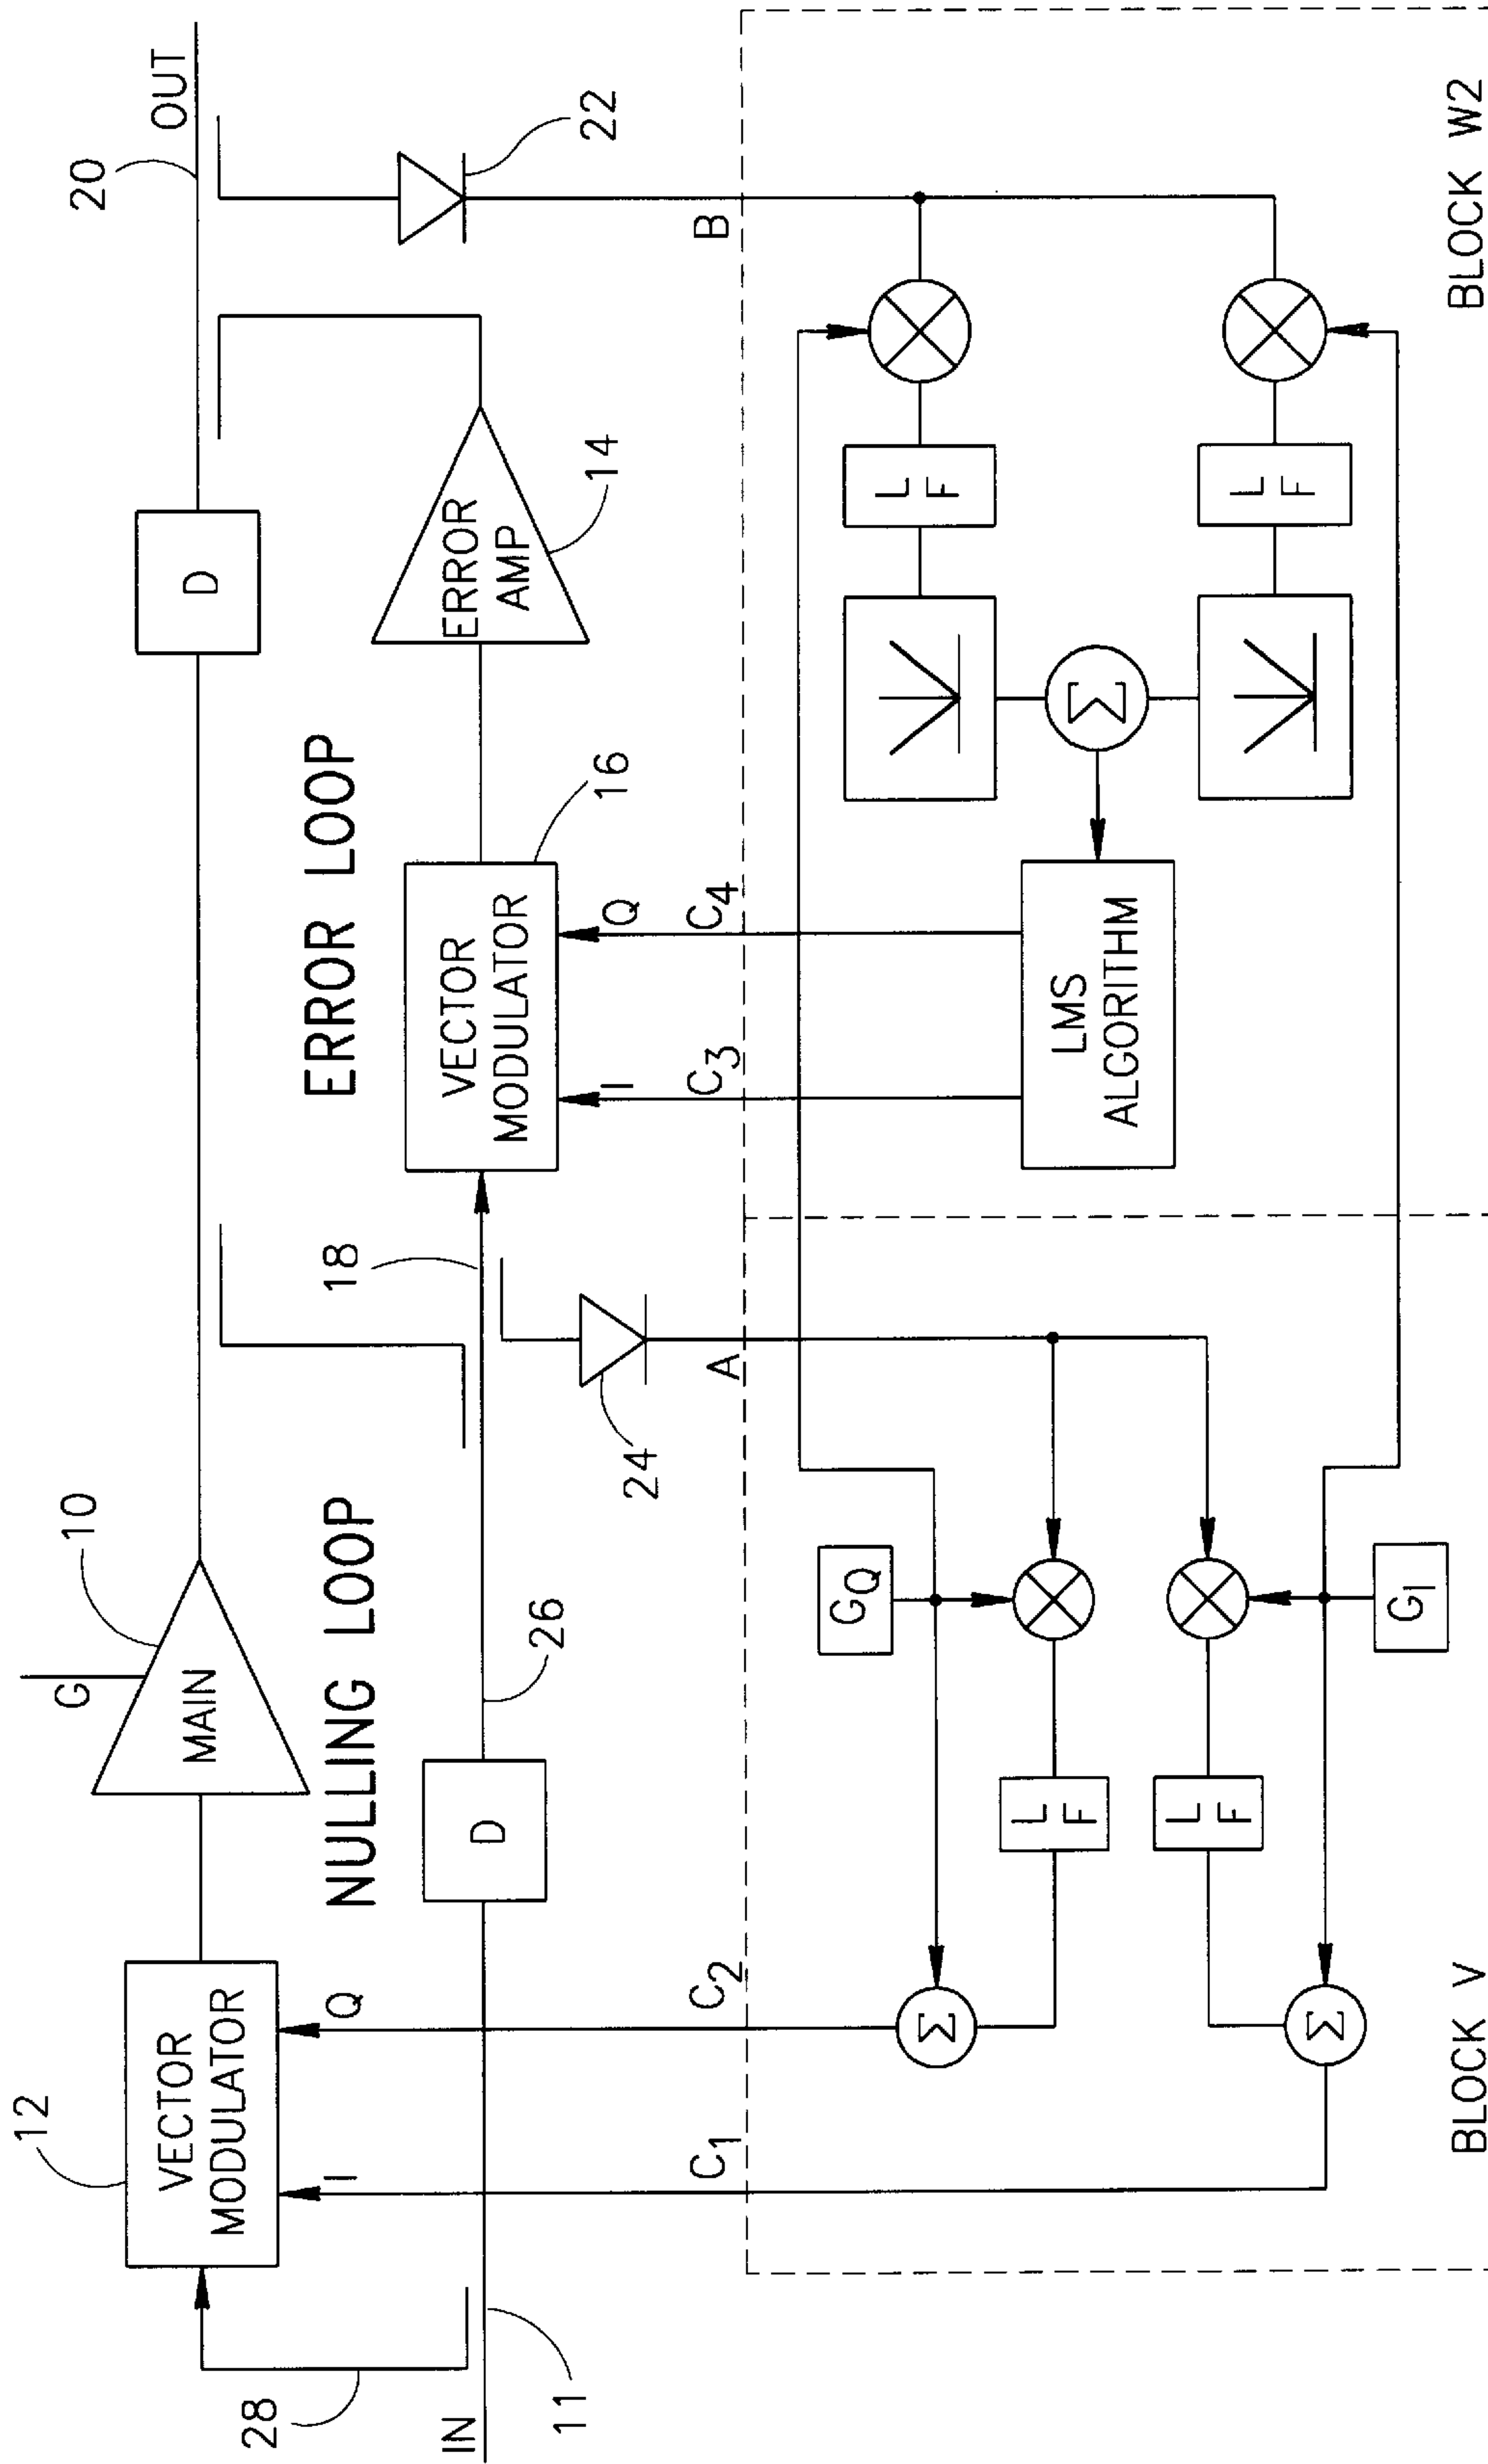 28
IN
11
12
VECTOR
MODULATOR
I
Q
C1
C2
G
10
MAIN
NULLING LOOP
D
26
24
A
18
ERROR LOOP
VECTOR
MODULATOR
16
I
Q
C3
C4
D
ERROR
AMP
14
20
OUT
22
B
GQ
GI
L
F
L
F
Σ
Σ
BLOCK V
LMS
ALGORITHM
Σ
L
F
L
F
BLOCK W2